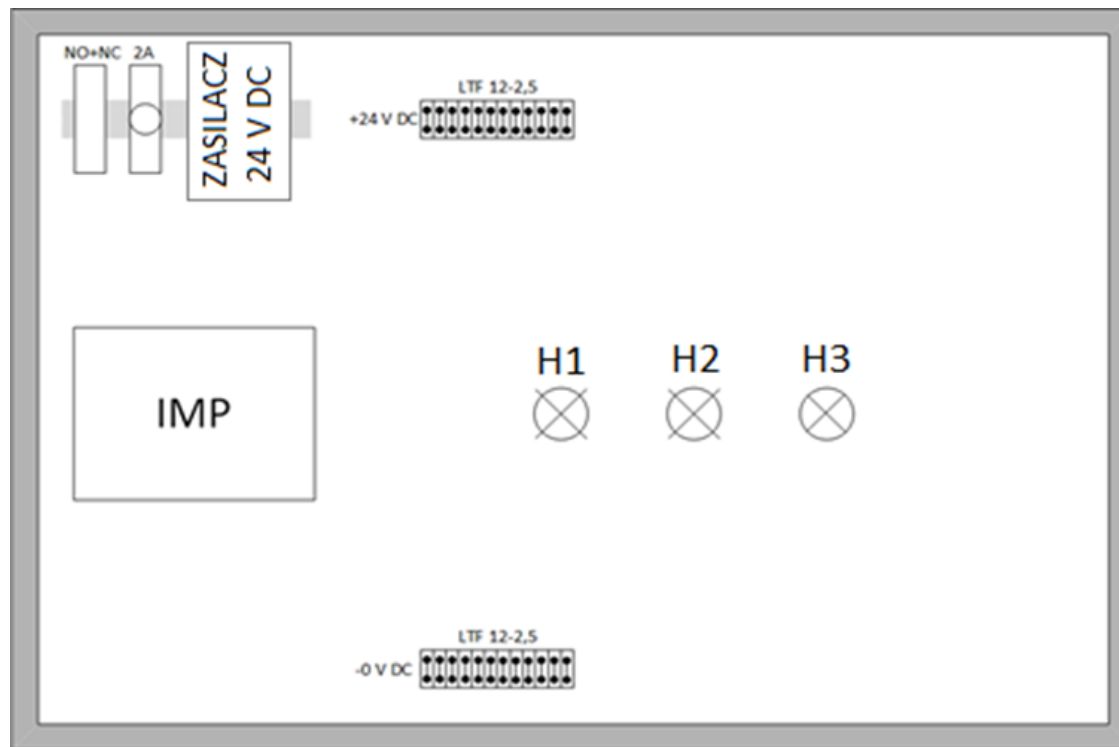 NO+NC 2A
ZASILACZ
24 V DC
LTF 12-2,5
+24 V DC
H1 H2 H3
IMP
LTF 12-2,5
-0 V DC